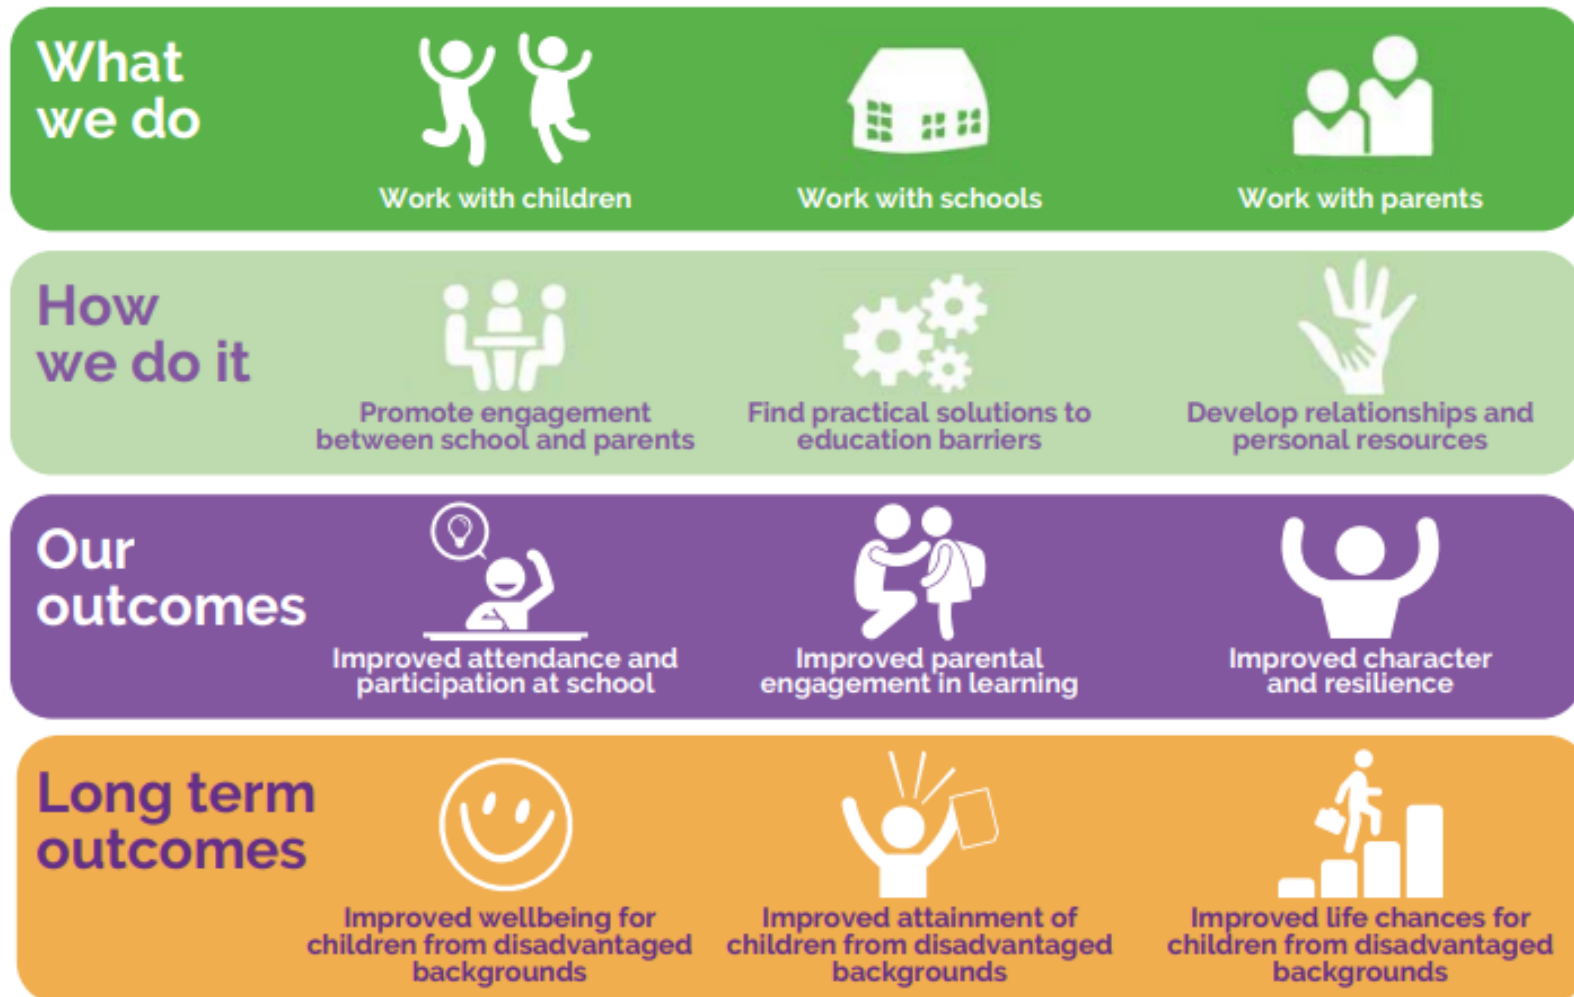 What
we do
Work with children
Work with schools
Work with parents
How
we do it
Promote engagement
between school and parents
Find practical solutions to
education barriers
Develop relationships and
personal resources
Our
outcomes
Improved attendance and
participation at school
Improved parental
engagement in learning
Improved character
and resilience
Long term
outcomes
Improved wellbeing for
children from disadvantaged
backgrounds
Improved attainment of
children from disadvantaged
backgrounds
Improved life chances for
children from disadvantaged
backgrounds